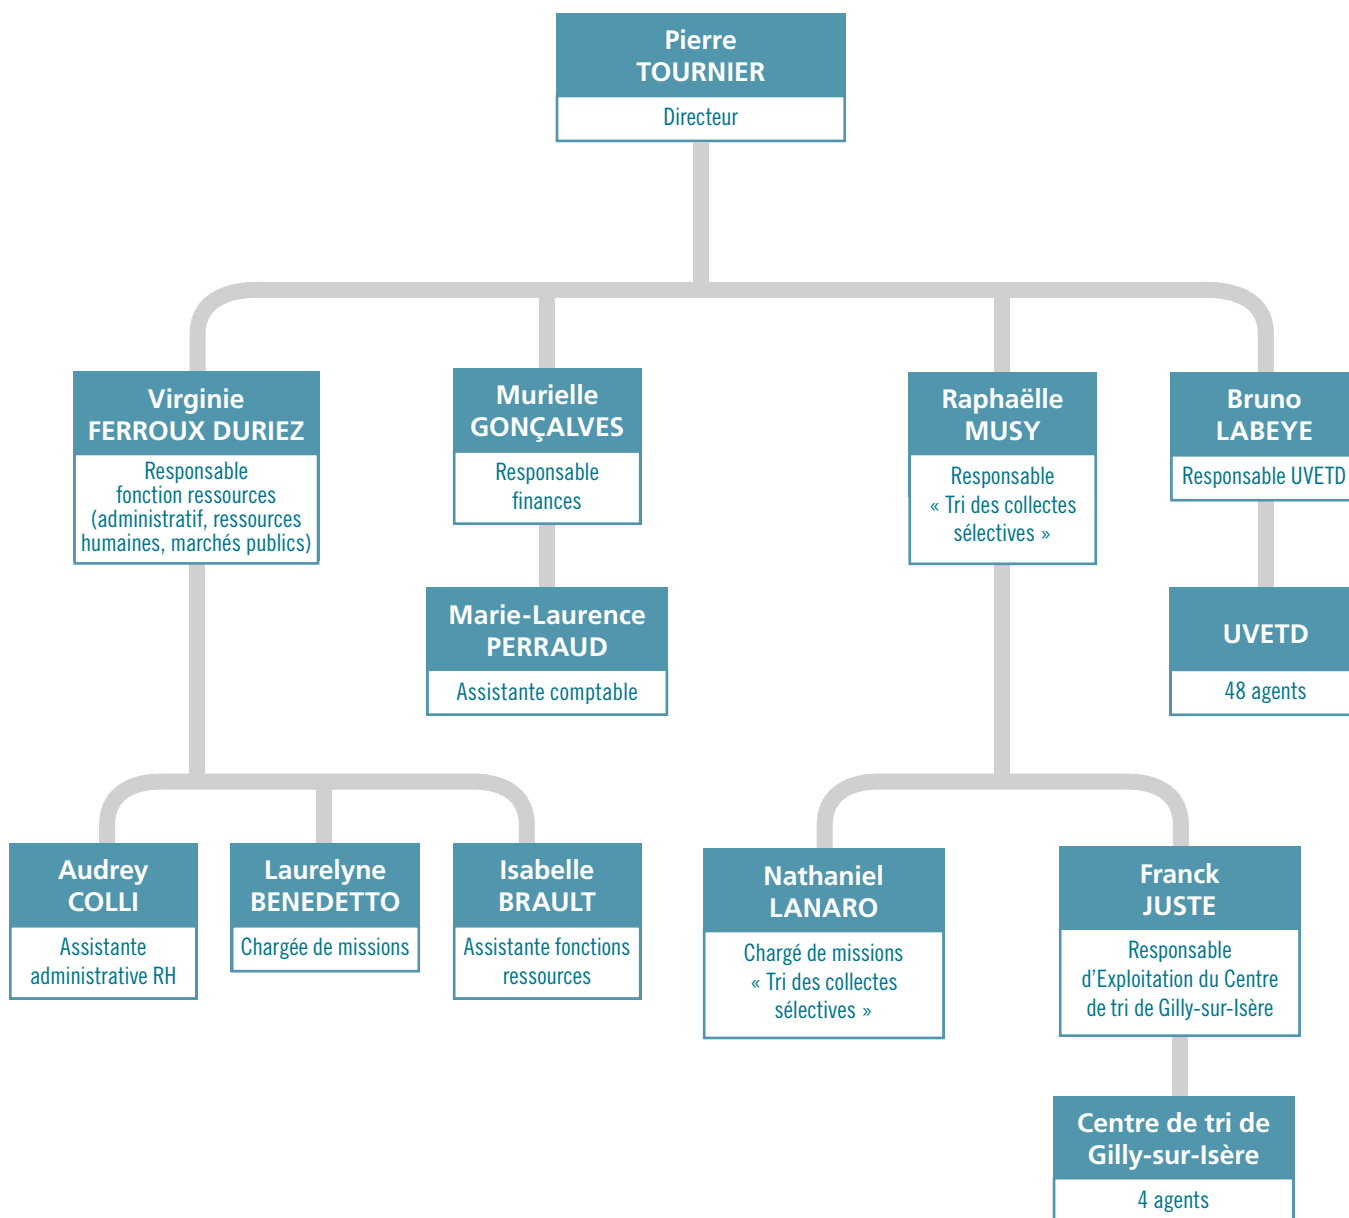 Pierre
TOURNIER
Directeur
Virginie
FERROUX DURIEZ
Responsable
fonction ressources
(administratif, ressources
humaines, marchés publics)
Murielle
GONÇALVES
Responsable
finances
Raphaëlle
MUSY
Responsable
« Tri des collectes
sélectives »
Bruno
LABEYE
Responsable UVETD
Marie-Laurence
PERRAUD
Assistante comptable
UVETD
48 agents
Audrey
COLLI
Assistante
administrative RH
Laurelyne
BENEDETTO
Chargée de missions
Isabelle
BRAULT
Assistante fonctions
ressources
Nathaniel
LANARO
Chargé de missions
« Tri des collectes
sélectives »
Franck
JUSTE
Responsable
d'Exploitation du Centre
de tri de Gilly-sur-Isère
Centre de tri de
Gilly-sur-Isère
4 agents